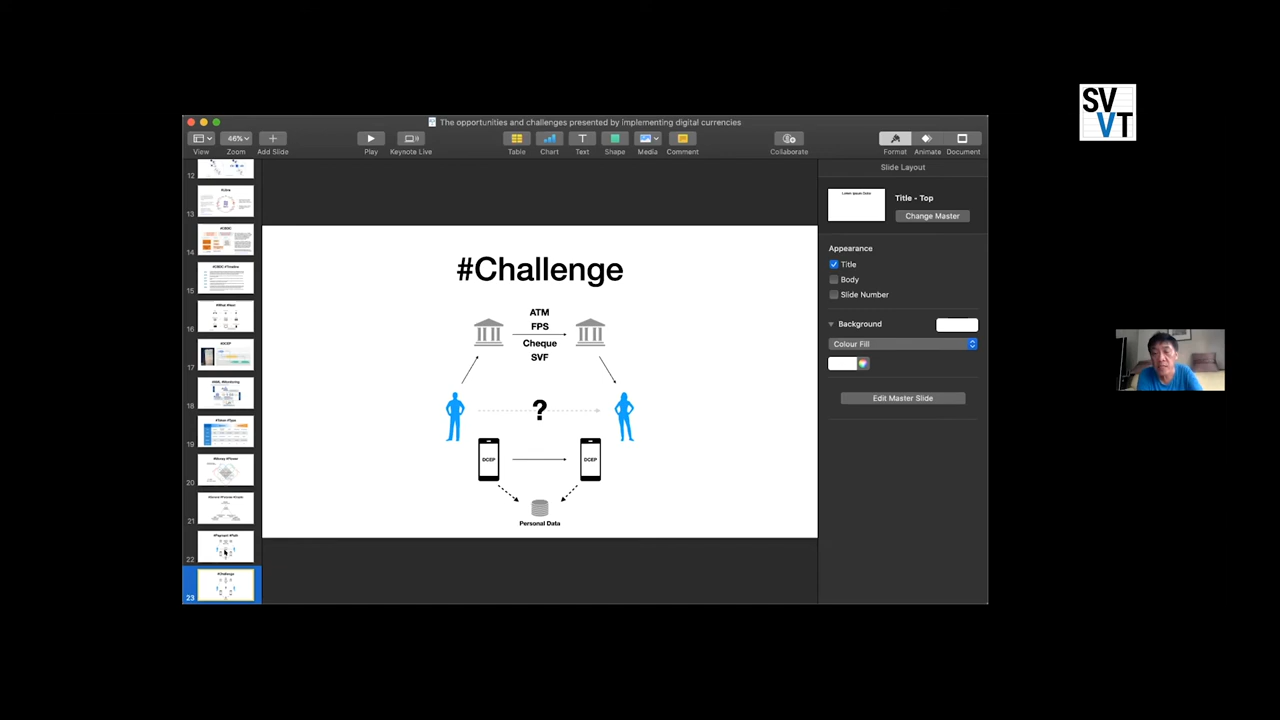 SV
VT
The opportunities and challenges presented by implementing digital currencies
46%
View
Zoom
Add Slide
Play
Keynote Live
Table
Chart
Text
Shape
Media
Comment
Collaborate
Format
Animate
Document
Slide Layout
Title - Top
Change Master
Appearance
Title
Body
Slide Number
Background
Colour Fill
Edit Master Slide
12
13
14
15
16
17
18
19
20
21
22
23
#Challenge
ATM
FPS
Cheque
SVF
?
DCEP
DCEP
Personal Data